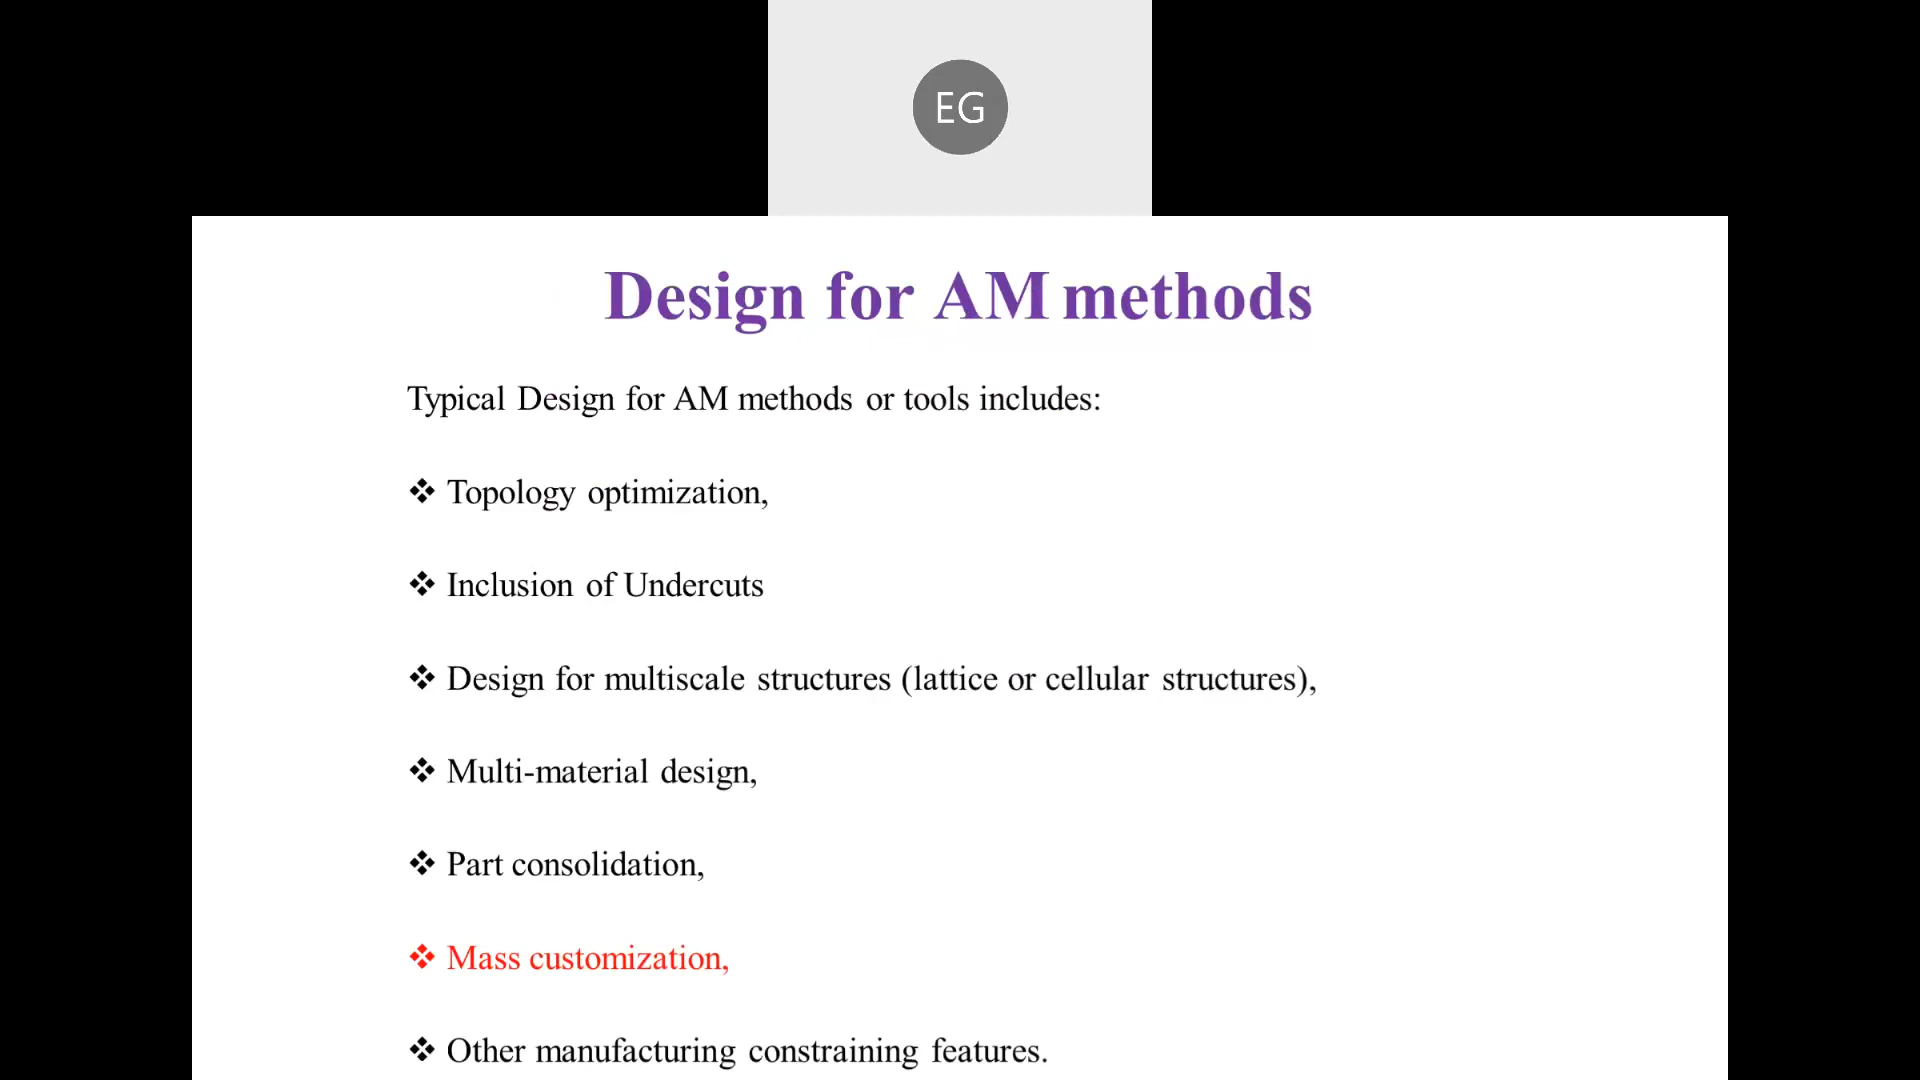 EG
Design for AM methods
Typical Design for AM methods or tools includes:
❖ Topology optimization,
❖ Inclusion of Undercuts
❖ Design for multiscale structures (lattice or cellular structures),
❖ Multi-material design,
❖ Part consolidation,
❖ Mass customization,
❖ Other manufacturing constraining features.